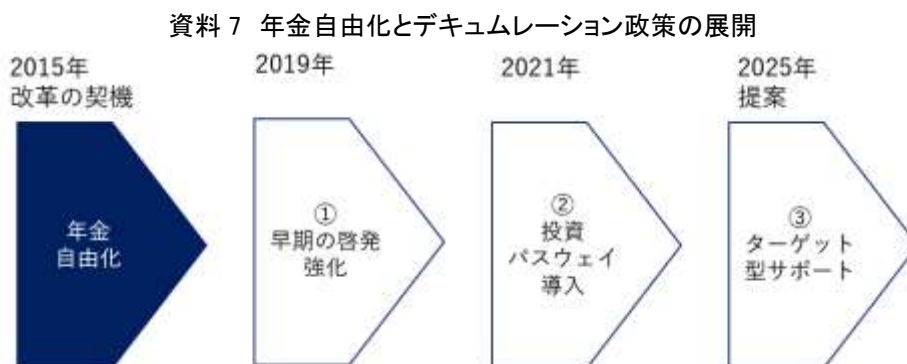 資料 7 年金自由化とデキュムレーション政策の展開
2015年
改革の契機
2019年
2021年
2025年
提案
年金
自由化
①
早期の啓発
強化
②
投資
パスウェイ
導入
③
ターゲット
型サポート